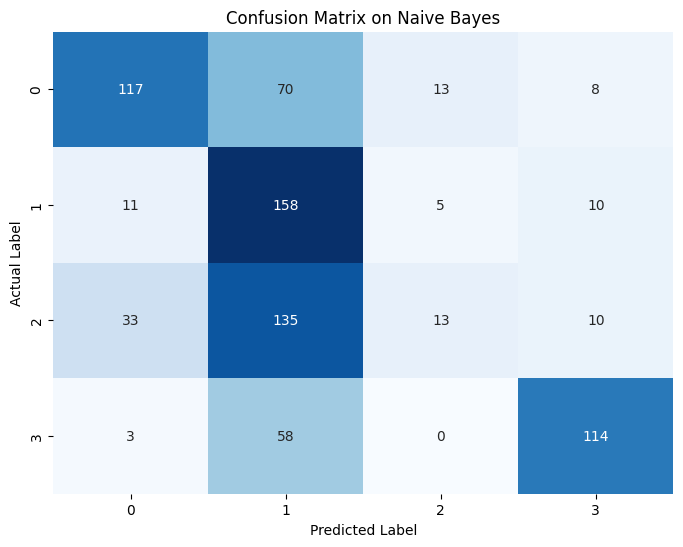 Confusion Matrix on Naive Bayes
Actual Label
0 117 70 13 8
1 11 158 5 10
2 33 135 13 10
3 3 58 0 114
0 1 2 3
Predicted Label